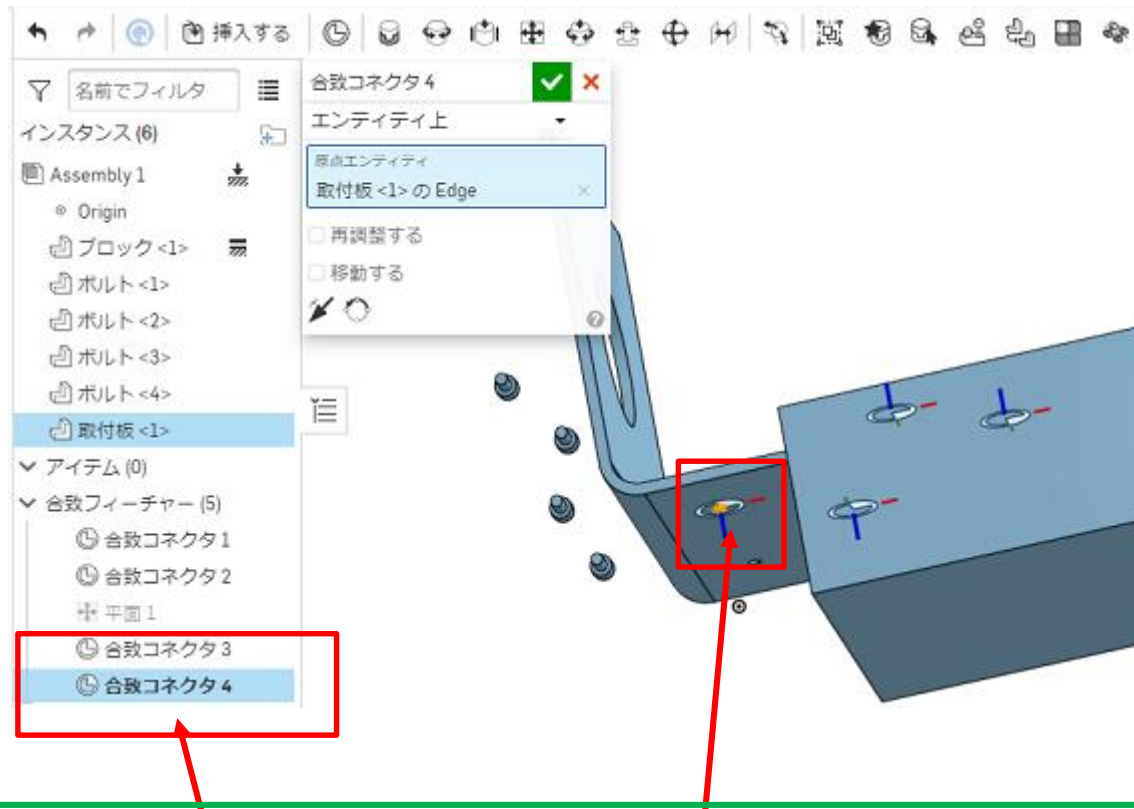 挿入する
名前でフィルタ
インスタンス (6)
Assembly 1
Origin
ブロック <1>
ボルト <1>
ボルト <2>
ボルト <3>
ボルト <4>
取付板 <1>
アイテム (0)
合致フィーチャー (5)
合致コネクタ 1
合致コネクタ 2
平面 1
合致コネクタ 3
合致コネクタ 4
合致コネクタ 4
エンティティ上
原点エンティティ
取付板 <1> の Edge
再調整する
移動する